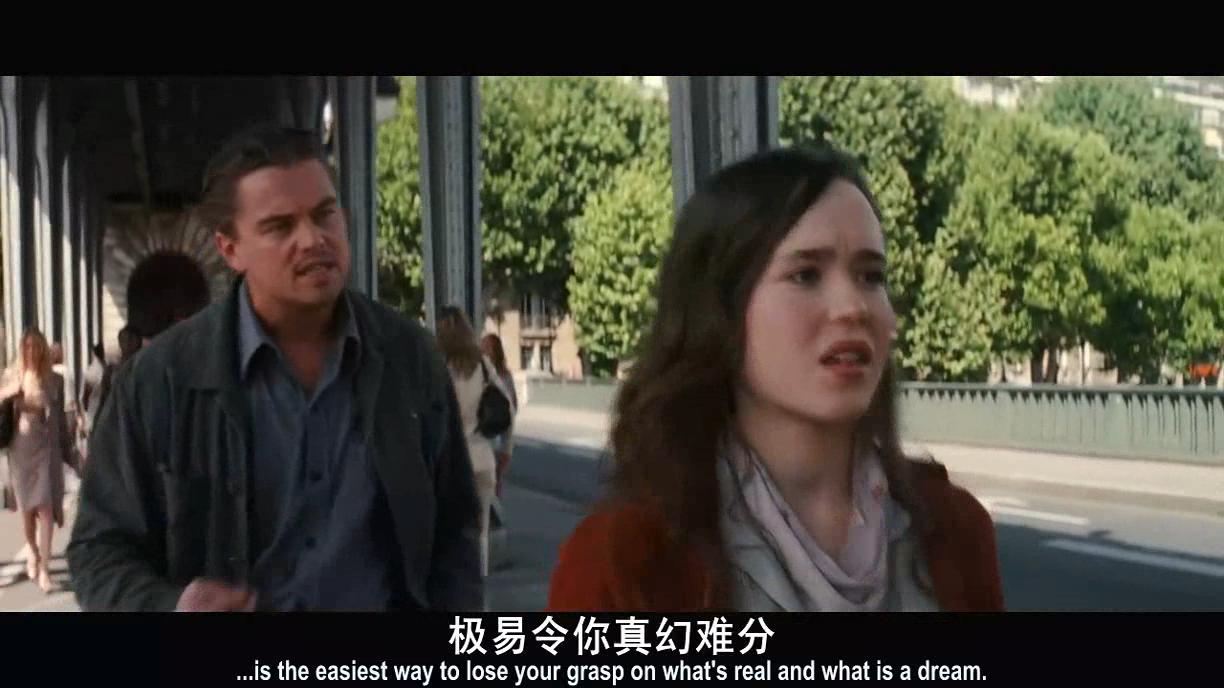 极易令你真幻难分
...is the easiest way to lose your grasp on what's real and what is a dream.